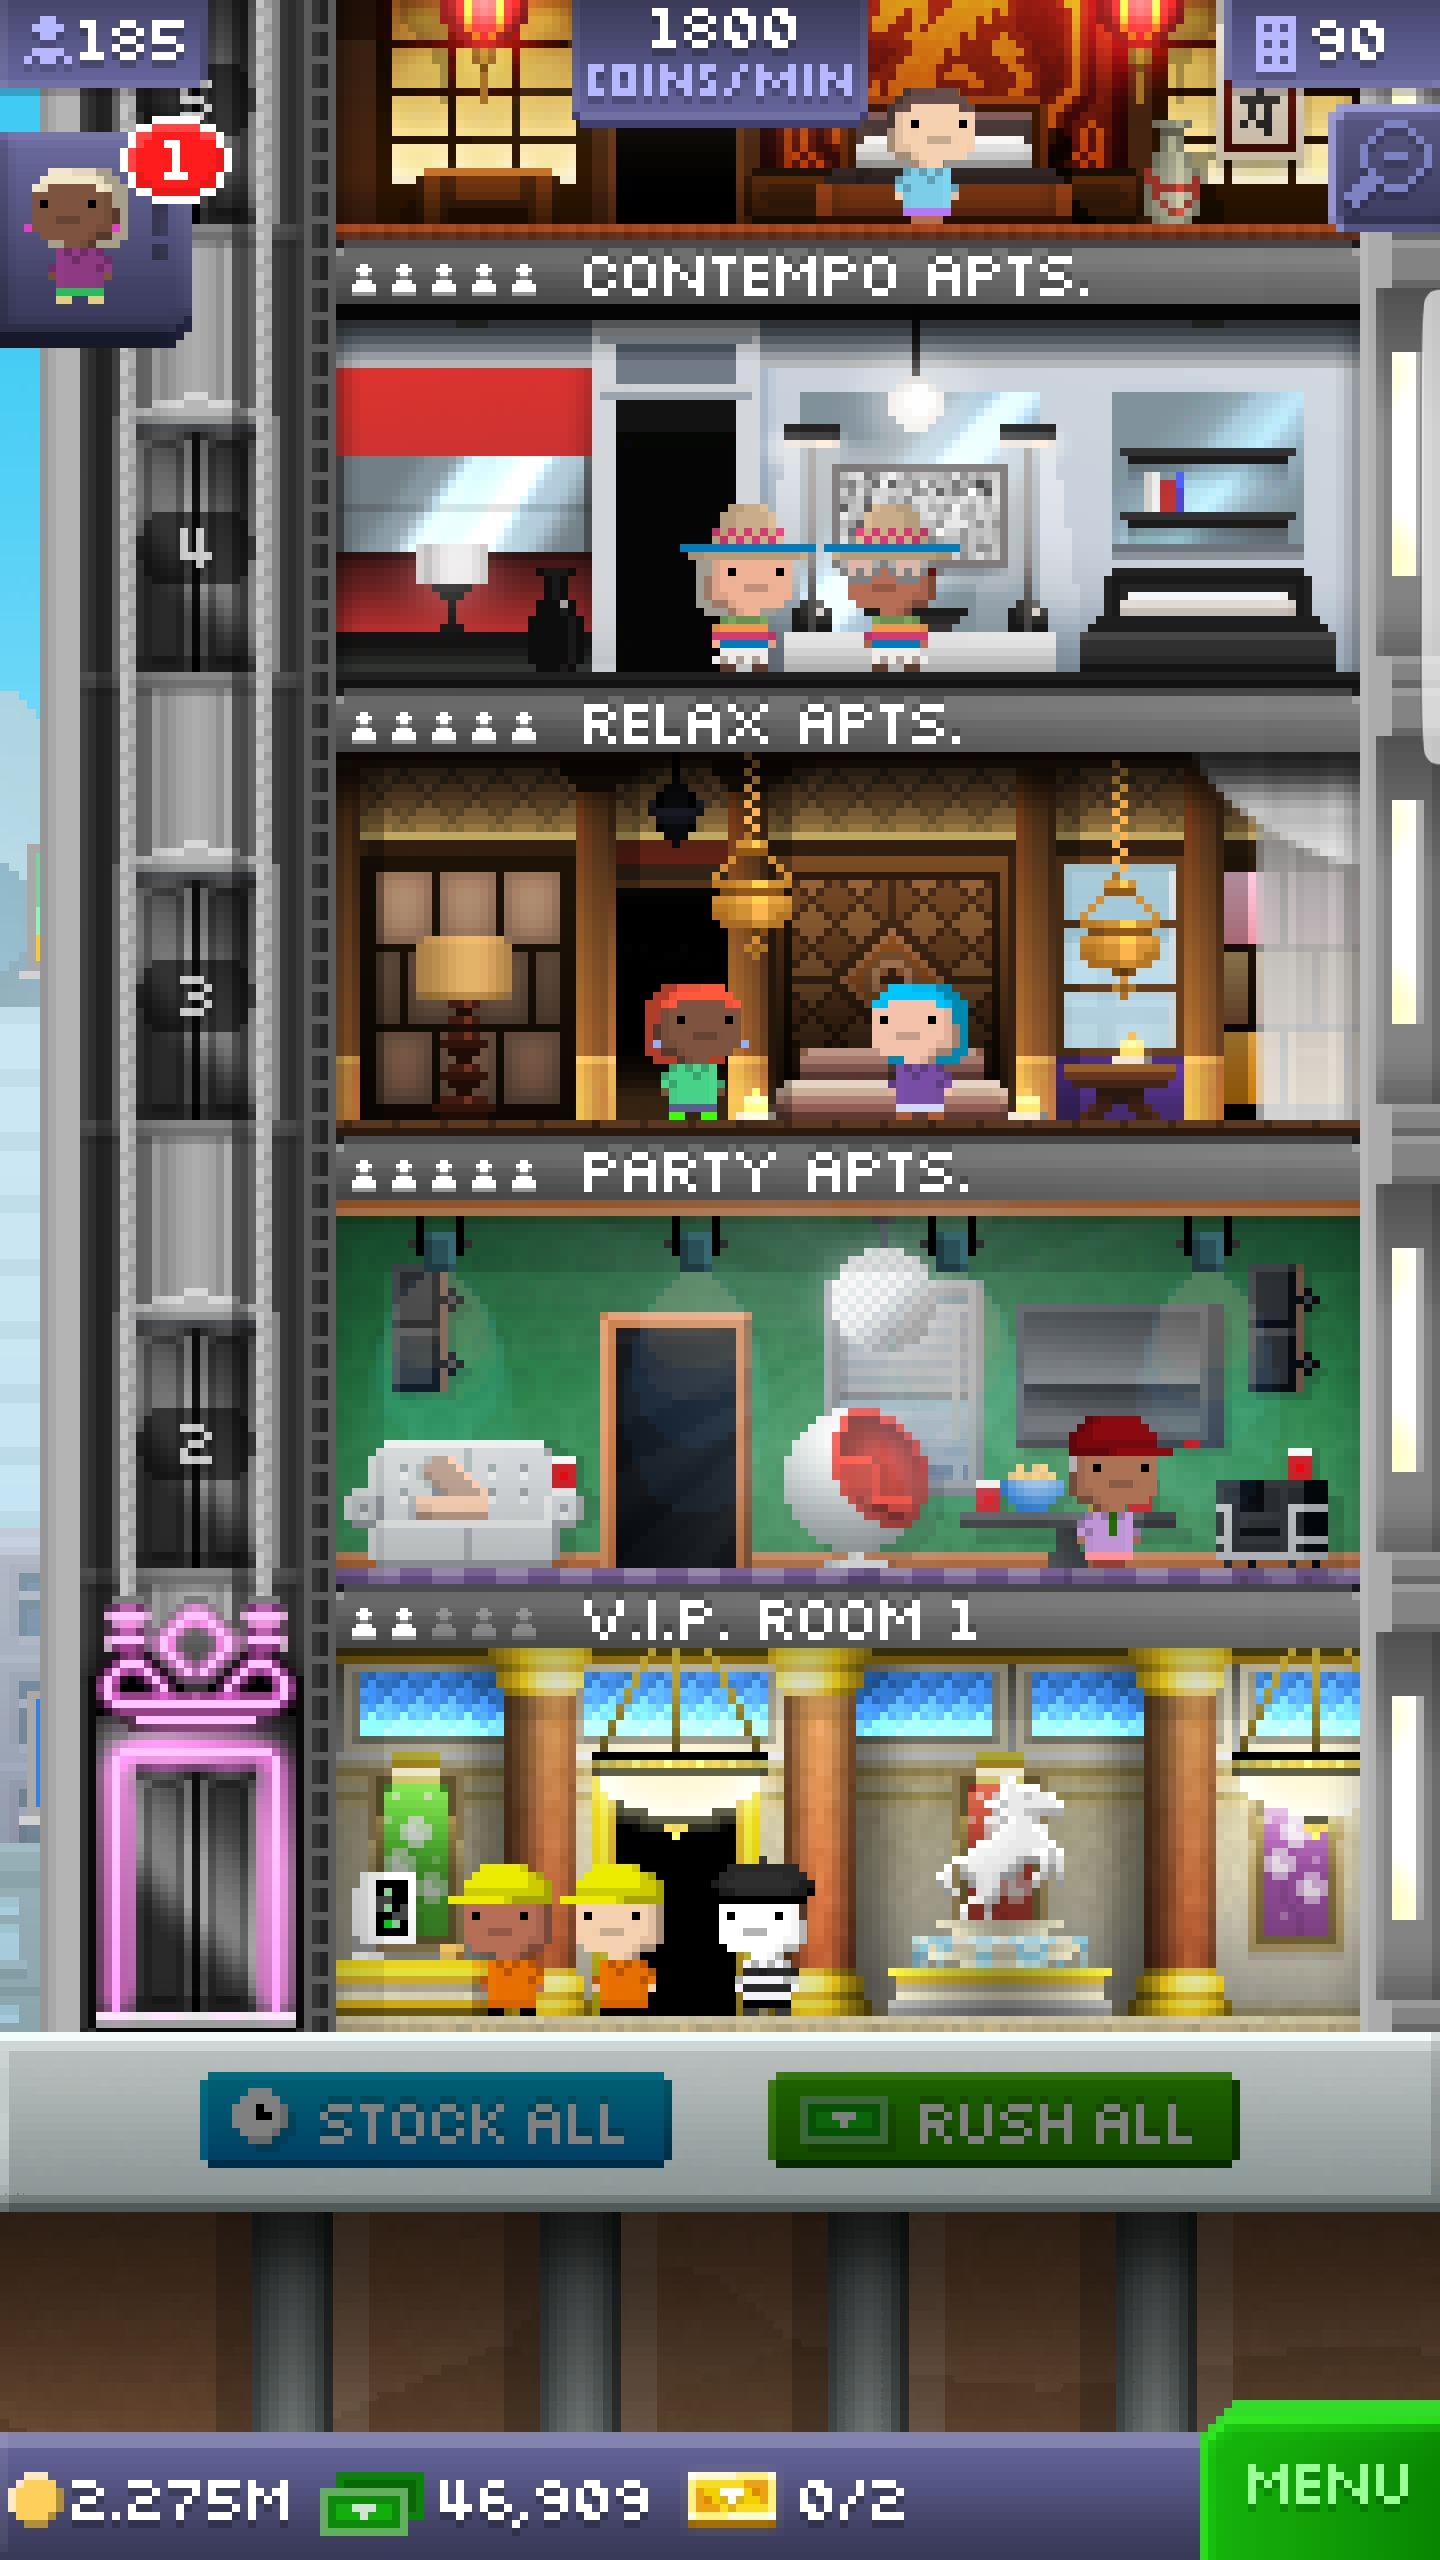 185
1800
COINS/MIN
90
1
5
CONTEMPO APTS.
4
RELAX APTS.
3
PARTY APTS.
2
V.I.P. ROOM 1
STOCK ALL
RUSH ALL
2.275M
46,909
0/2
MENU